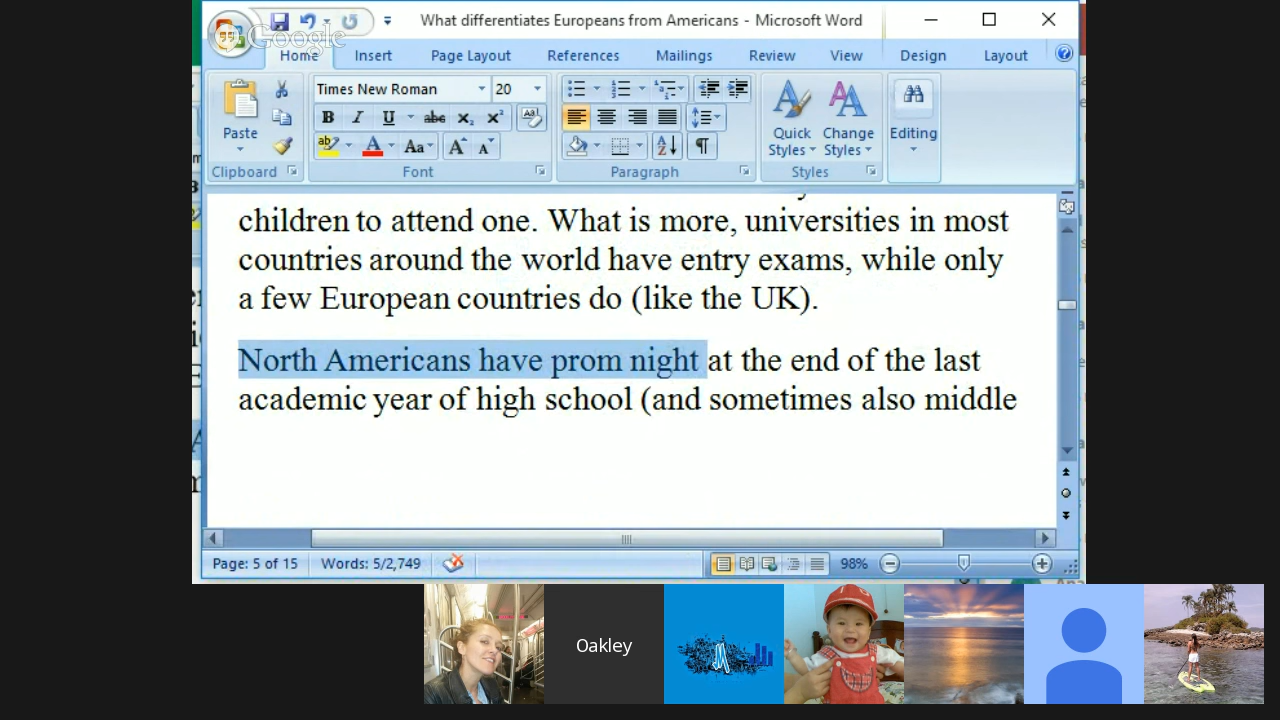 What differentiates Europeans from Americans - Microsoft Word
Google
Home Insert Page Layout References Mailings Review View Design Layout
Times New Roman 20
Paste
Quick Styles
Change Styles
Editing
Clipboard Font Paragraph Styles
children to attend one. What is more, universities in most
countries around the world have entry exams, while only
a few European countries do (like the UK).
North Americans have prom night at the end of the last
academic year of high school (and sometimes also middle
Page: 5 of 15 Words: 5/2,749 98%
Oakley